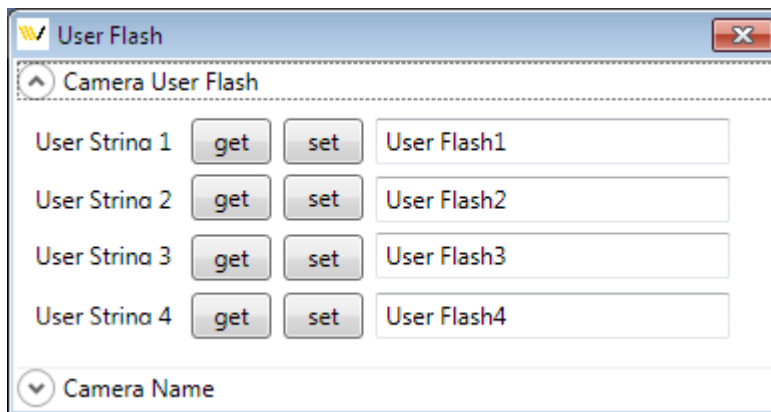 User Flash
Camera User Flash
User String 1 get set User Flash1
User String 2 get set User Flash2
User String 3 get set User Flash3
User String 4 get set User Flash4
Camera Name